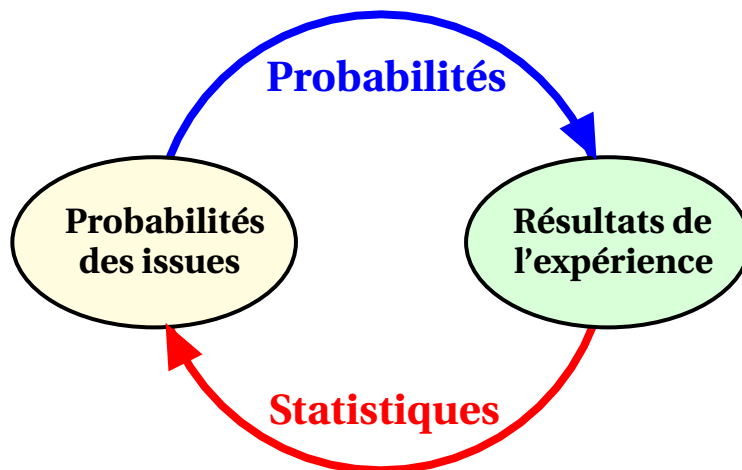 Probabilités
Probabilités
des issues
Résultats de
l’expérience
Statistiques